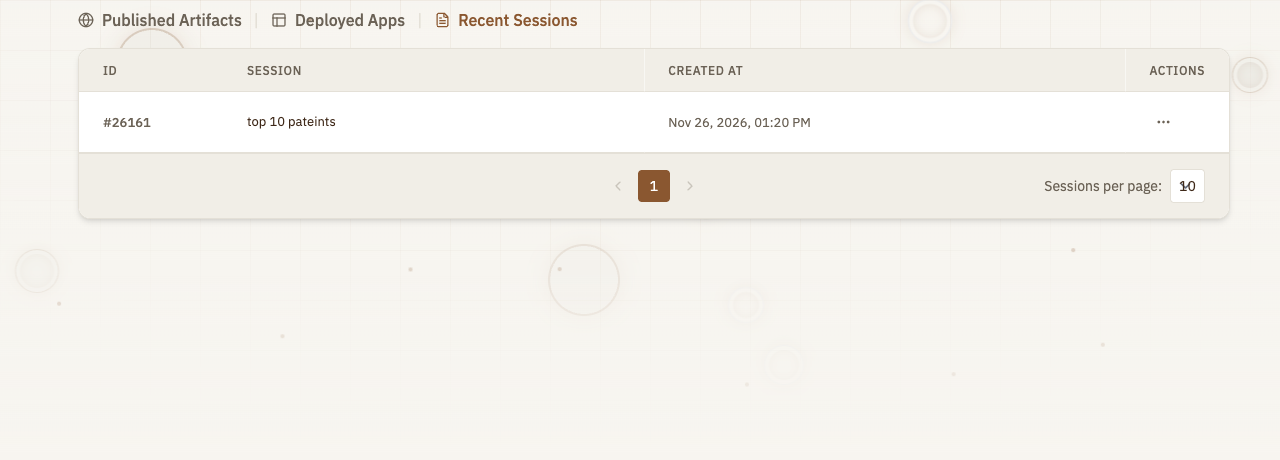 Published Artifacts | Deployed Apps | Recent Sessions
ID SESSION CREATED AT ACTIONS
#26161 top 10 pateints Nov 26, 2026, 01:20 PM ...
1 Sessions per page: 10